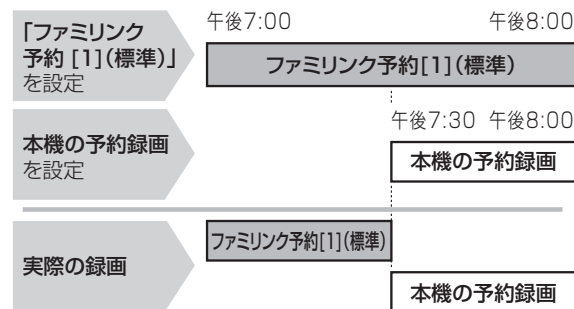 「ファミリンク
予約 [1](標準)」
を設定
午後7:00 午後8:00
ファミリンク予約[1](標準)
本機の予約録画
を設定
午後7:30 午後8:00
本機の予約録画
実際の録画
ファミリンク予約[1](標準)
本機の予約録画